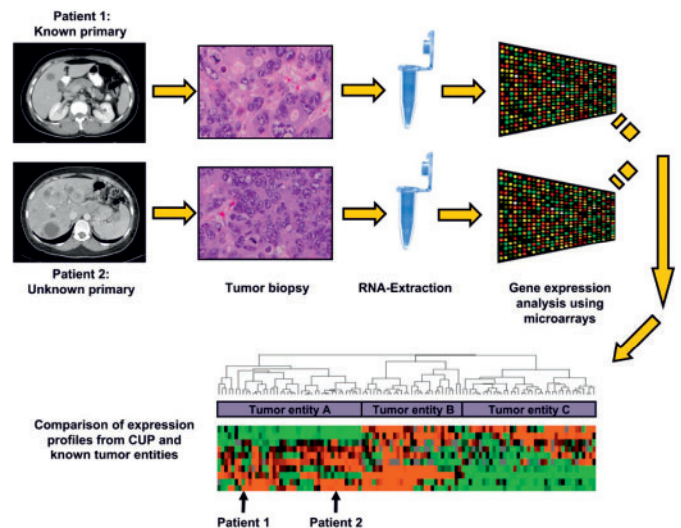 Patient 1:
Known primary
Patient 2:
Unknown primary
Tumor biopsy
RNA-Extraction
Gene expression
analysis using
microarrays
Tumor entity A
Tumor entity B
Tumor entity C
Comparison of expression
profiles from CUP and
known tumor entities
Patient 1
Patient 2